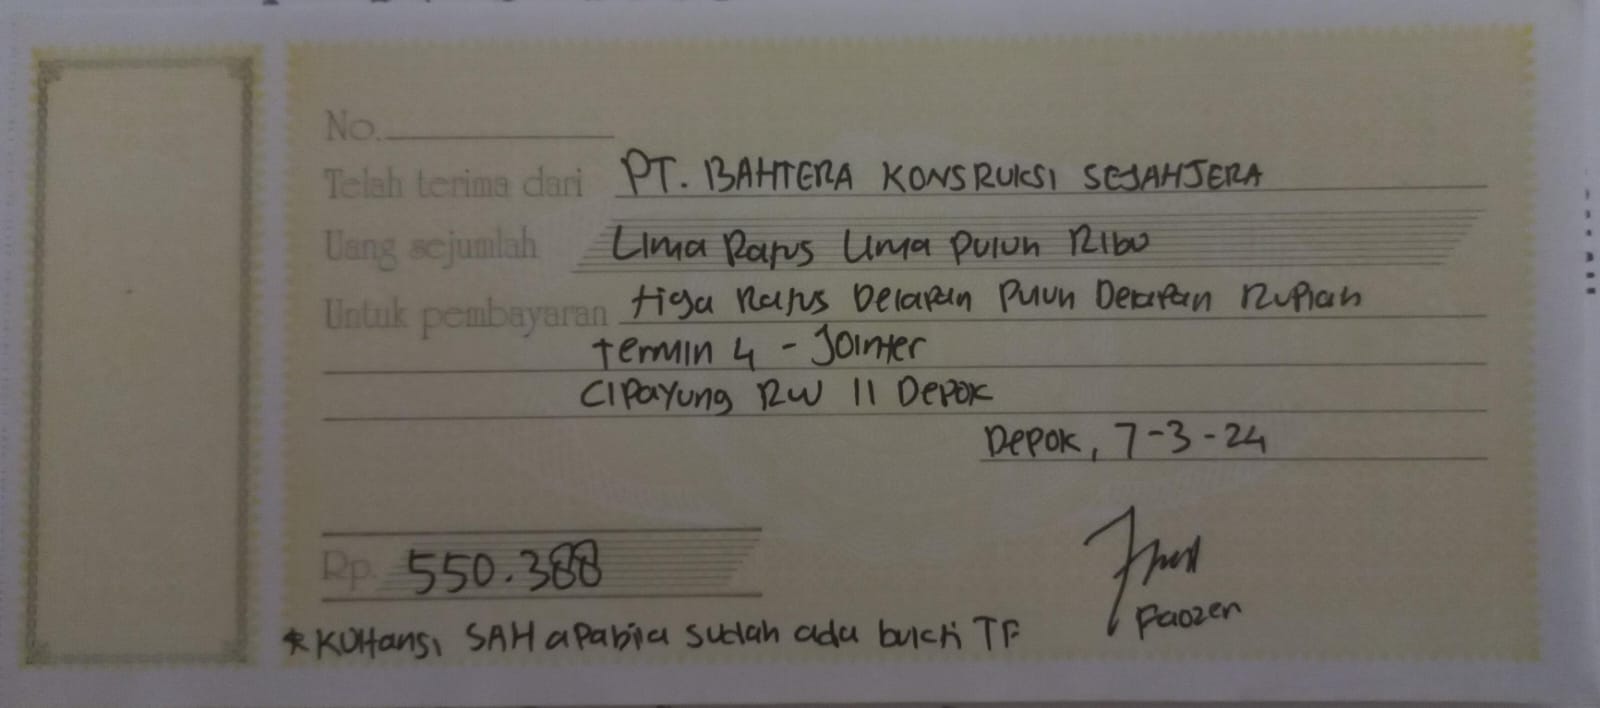 No.
Telah terima dari PT. BAHTERA KONSRUKSI SEJAHTERA
Uang sejumlah Lima Ratus Lima Puluh Ribu
Untuk pembayaran tiga Ratus Delapan Puluh Delapan Rupiah
Termin 4 - Jointer
Cipayung RW 11 Depok
Depok, 7-3-24
Rp. 550.388
Faozen
*KUITANSI SAH apabila sudah ada bukti TF